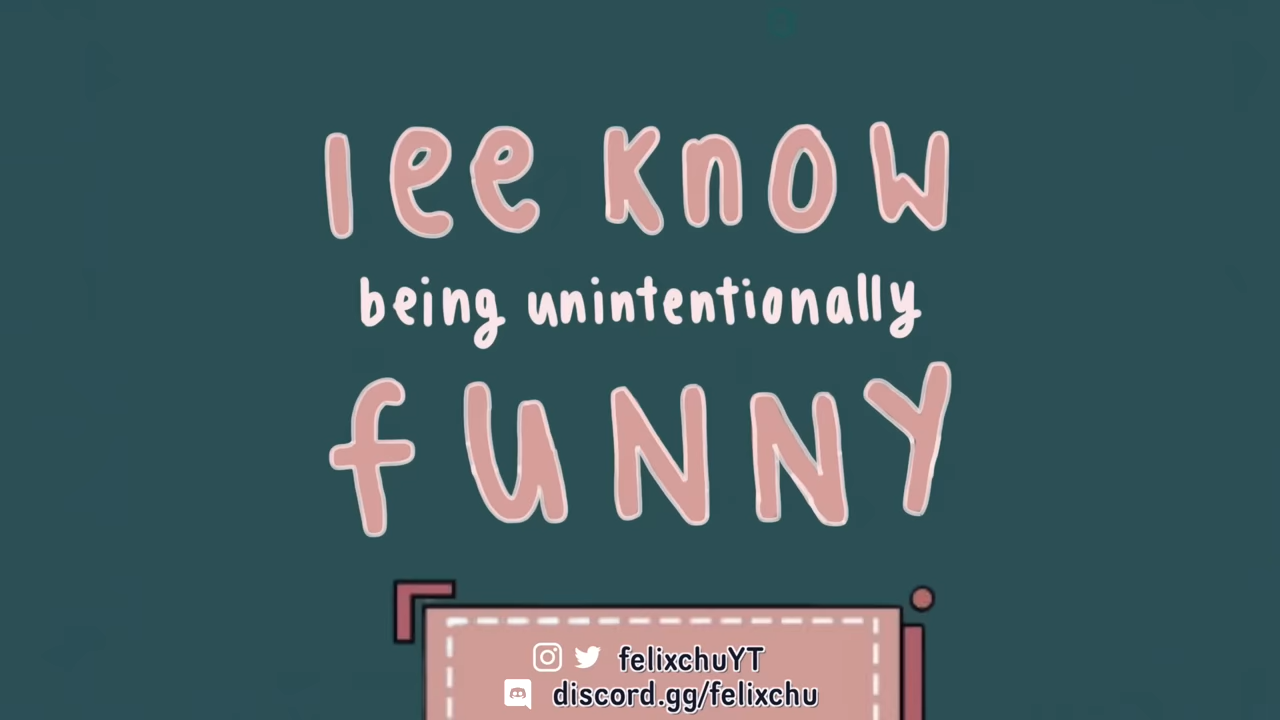 lee know
being unintentionally
fUNNY
felixchuYT
discord.gg/felixchu